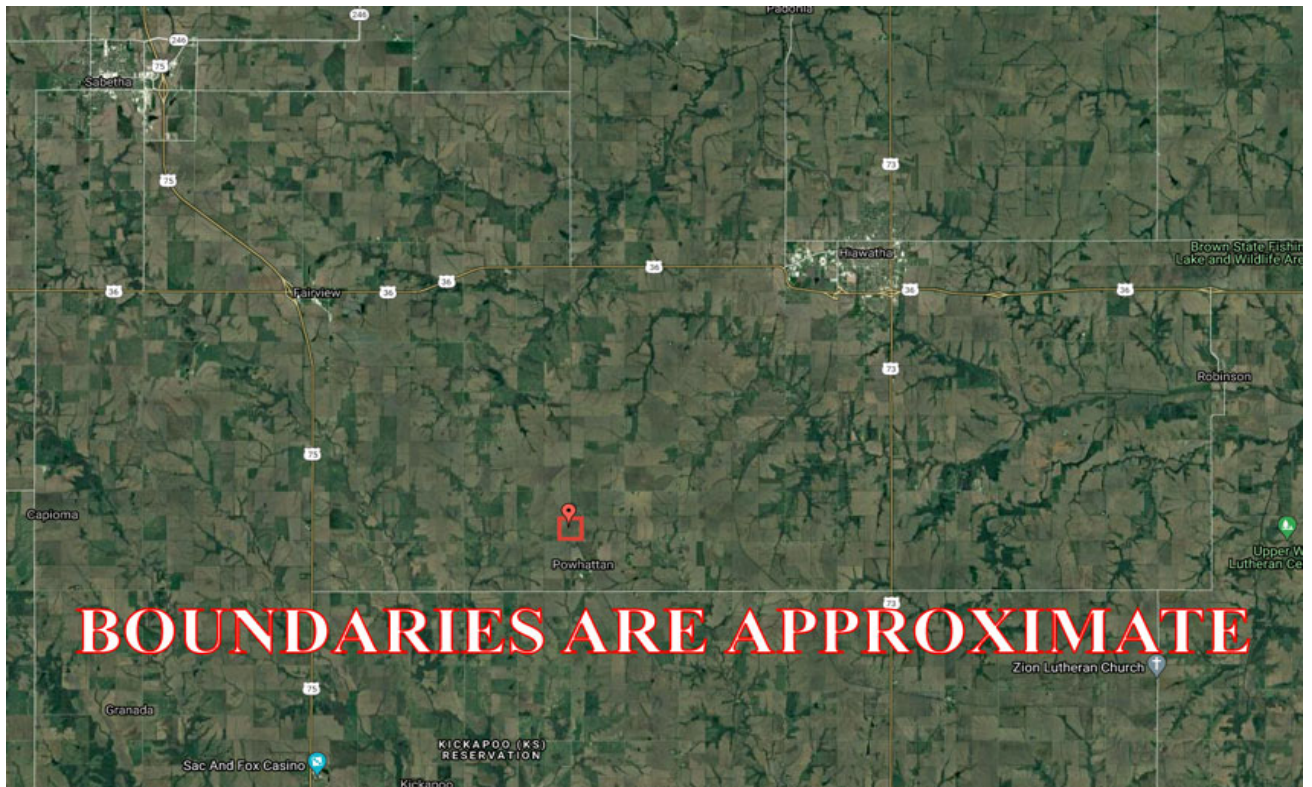 Padonia
246
246
75
Sabetha
73
75
Hiawatha
Brown State Fishin
Lake and Wildlife Are
36
36
36
Fairview
36
36
36
36
73
Robinson
75
Capioma
Upper W
Lutheran Ce
Powhattan
73
BOUNDARIES ARE APPROXIMATE
Zion Lutheran Church
75
Granada
KICKAPOO (KS)
RESERVATION
Sac And Fox Casino
Kickapoo